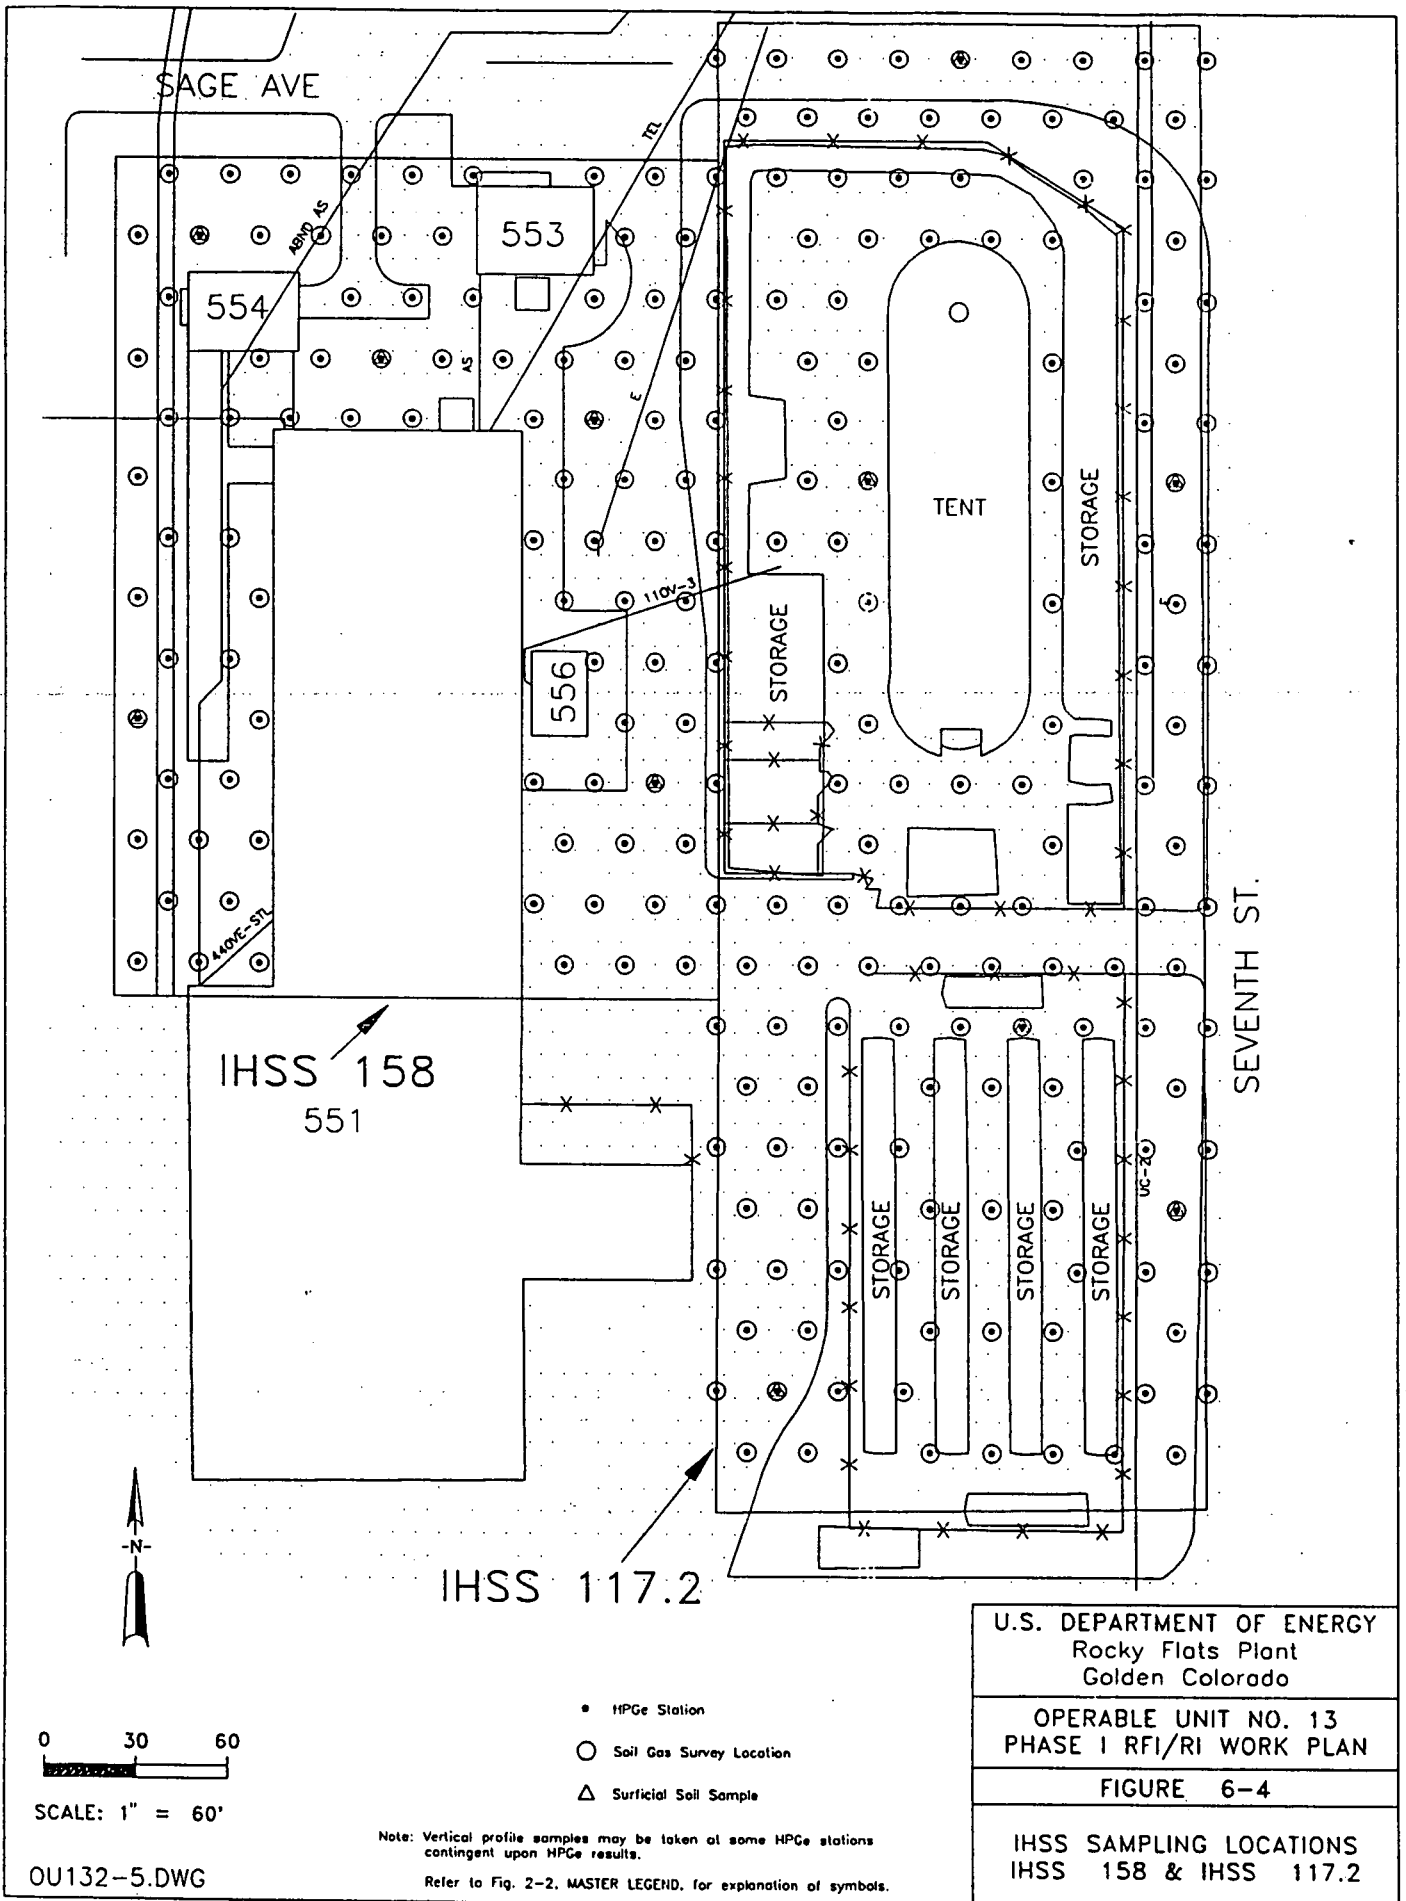 SAGE AVE
TEL
ABND AS
553
554
AS
E
TENT
STORAGE
110V-3
STORAGE
556
E
440VE-STL
SEVENTH ST.
IHSS 158
551
UC-2
STORAGE
STORAGE
STORAGE
STORAGE
-N-
IHSS 117.2
0 30 60
SCALE: 1" = 60'
OU132-5.DWG
HPGe Station
Soil Gas Survey Location
Surficial Soil Sample
Note: Vertical profile samples may be taken at some HPGe stations
contingent upon HPGe results.
Refer to Fig. 2-2, MASTER LEGEND, for explanation of symbols.
U.S. DEPARTMENT OF ENERGY
Rocky Flats Plant
Golden Colorado
OPERABLE UNIT NO. 13
PHASE I RFI/RI WORK PLAN
FIGURE 6-4
IHSS SAMPLING LOCATIONS
IHSS 158 & IHSS 117.2